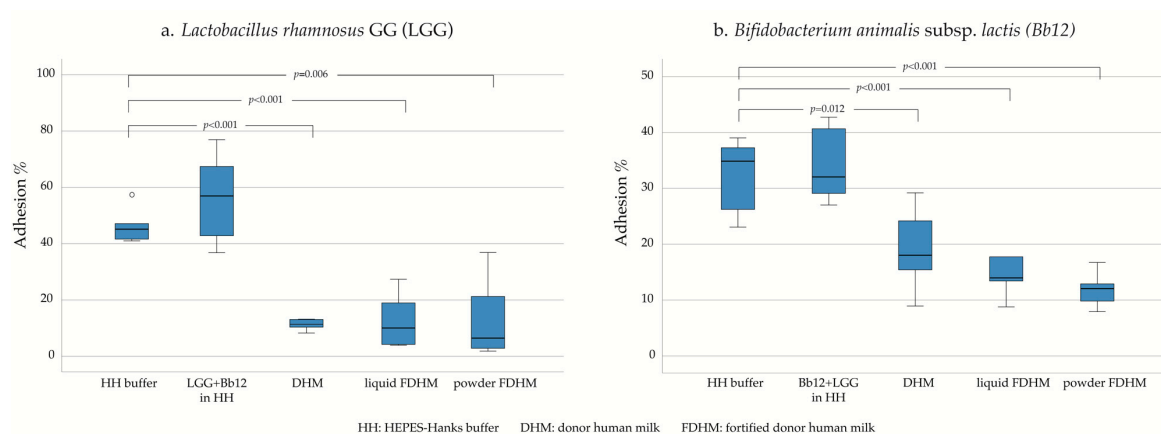 a. Lactobacillus rhamnosus GG (LGG)
Adhesion %
100
80
60
40
20
0
p=0.006
p<0.001
p<0.001
HH buffer
LGG+Bb12
in HH
DHM
liquid FDHM
powder FDHM
b. Bifidobacterium animalis subsp. lactis (Bb12)
Adhesion %
50
40
30
20
10
0
p<0.001
p<0.001
p=0.012
HH buffer
Bb12+LGG
in HH
DHM
liquid FDHM
powder FDHM
HH: HEPES-Hanks buffer DHM: donor human milk FDHM: fortified donor human milk